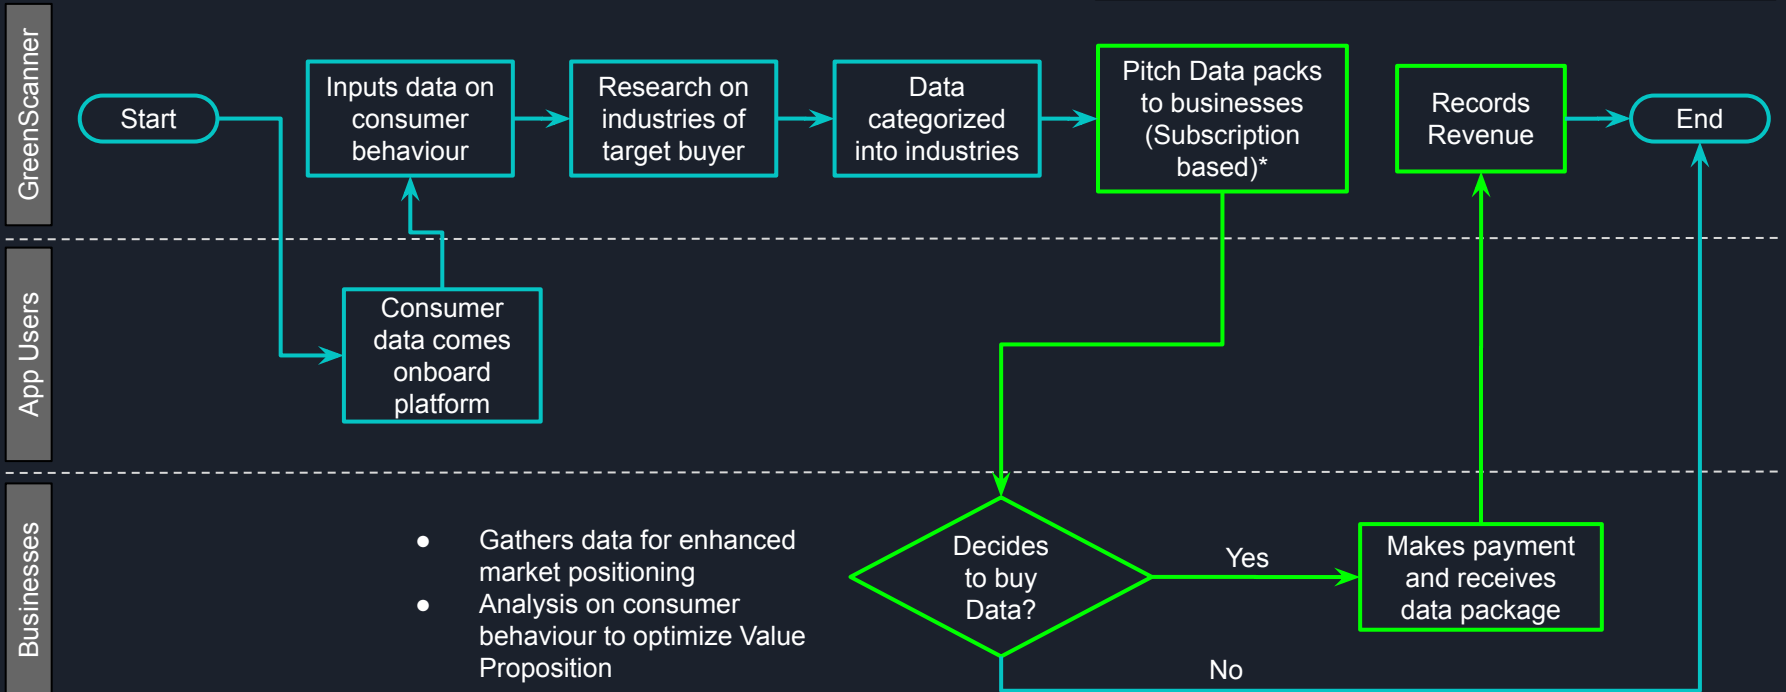 GreenScanner
Start
Inputs data on
consumer
behaviour
Research on
industries of
target buyer
Data
categorized
into industries
Pitch Data packs
to businesses
(Subscription
based)*
Records
Revenue
End
App Users
Consumer
data comes
onboard
platform
Businesses
● Gathers data for enhanced
market positioning
● Analysis on consumer
behaviour to optimize Value
Proposition
Decides
to buy
Data?
Yes
Makes payment
and receives
data package
No